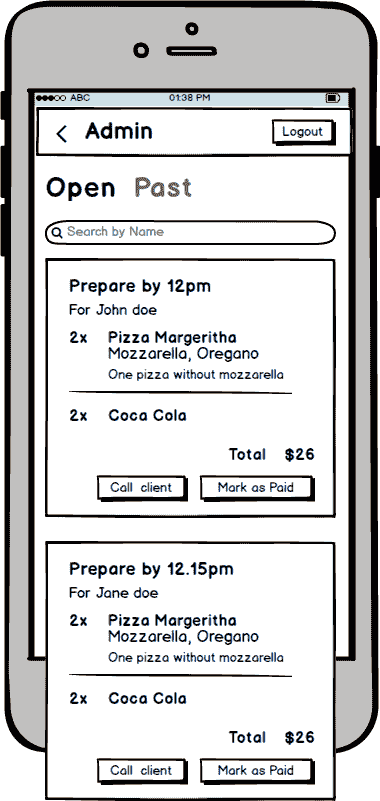 ABC 01:38 PM
Admin Logout
Open Past
Search by Name
Prepare by 12pm
For John doe
2x Pizza Margeritha
Mozzarella, Oregano
One pizza without mozzarella
2x Coca Cola
Total $26
Call client Mark as Paid
Prepare by 12.15pm
For Jane doe
2x Pizza Margeritha
Mozzarella, Oregano
One pizza without mozzarella
2x Coca Cola
Total $26
Call client Mark as Paid